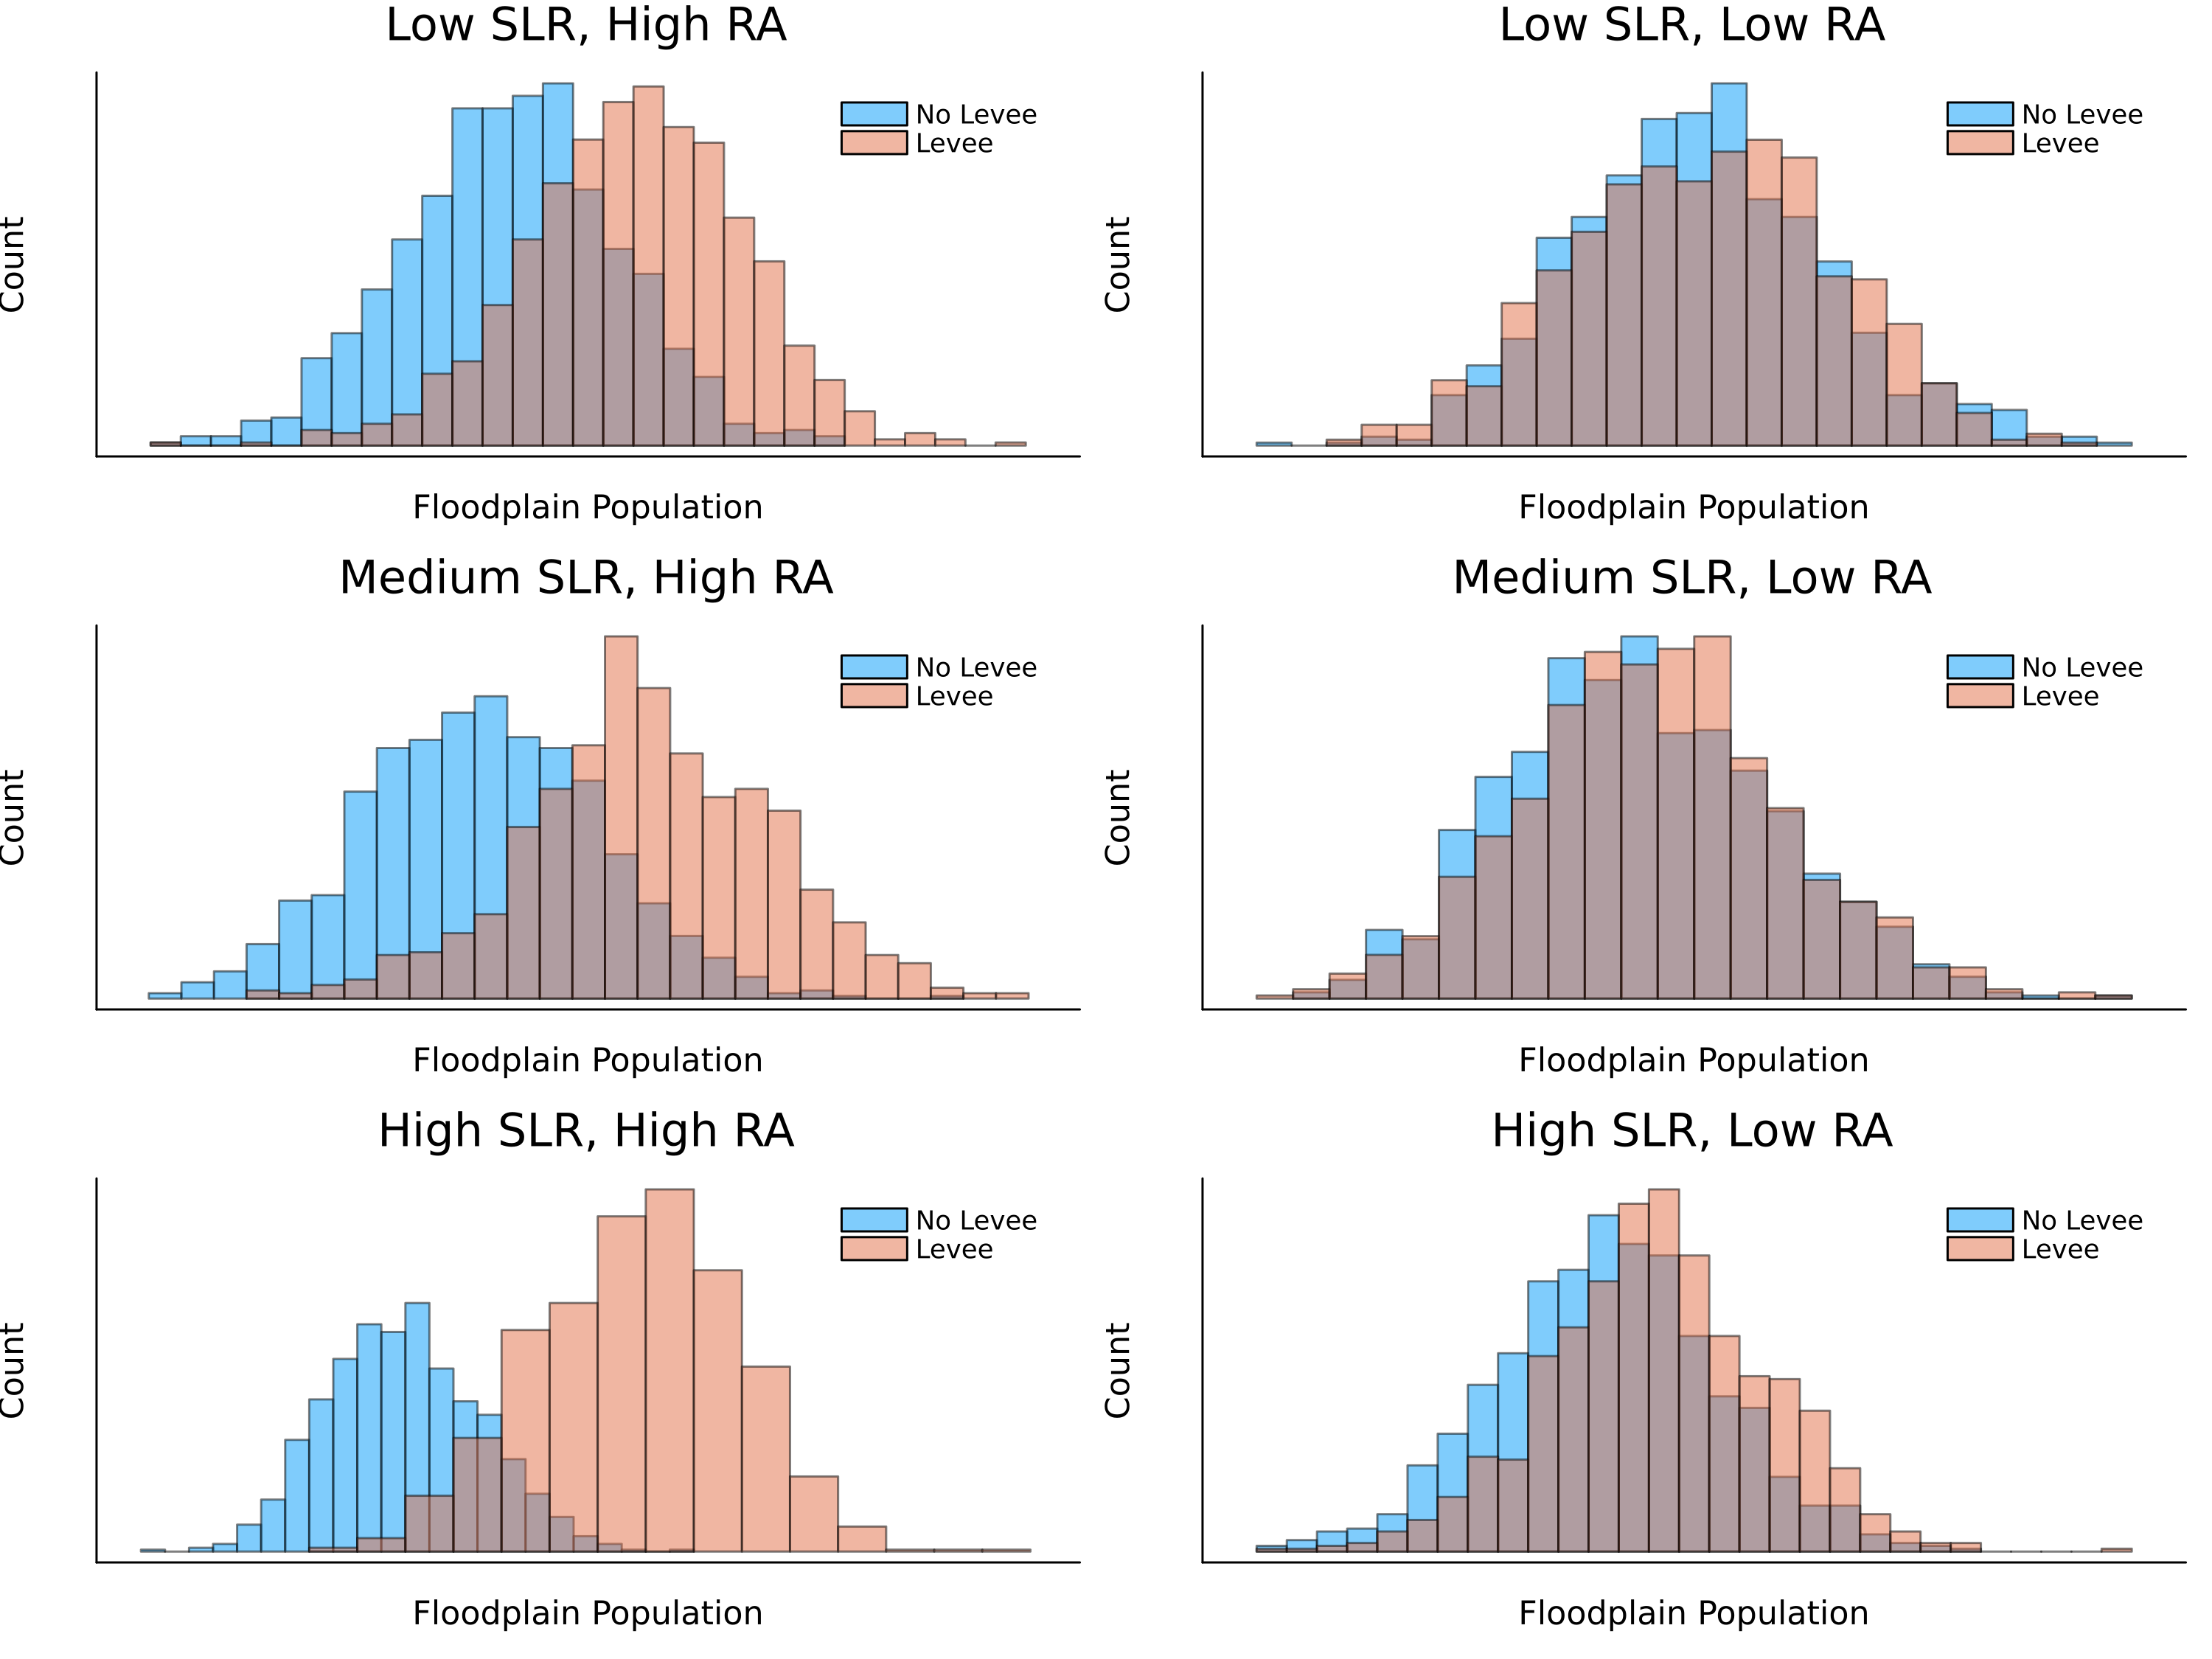 Low SLR, High RA
Count
No Levee
Levee
Floodplain Population
Low SLR, Low RA
Count
No Levee
Levee
Floodplain Population
Medium SLR, High RA
Count
No Levee
Levee
Floodplain Population
Medium SLR, Low RA
Count
No Levee
Levee
Floodplain Population
High SLR, High RA
Count
No Levee
Levee
Floodplain Population
High SLR, Low RA
Count
No Levee
Levee
Floodplain Population